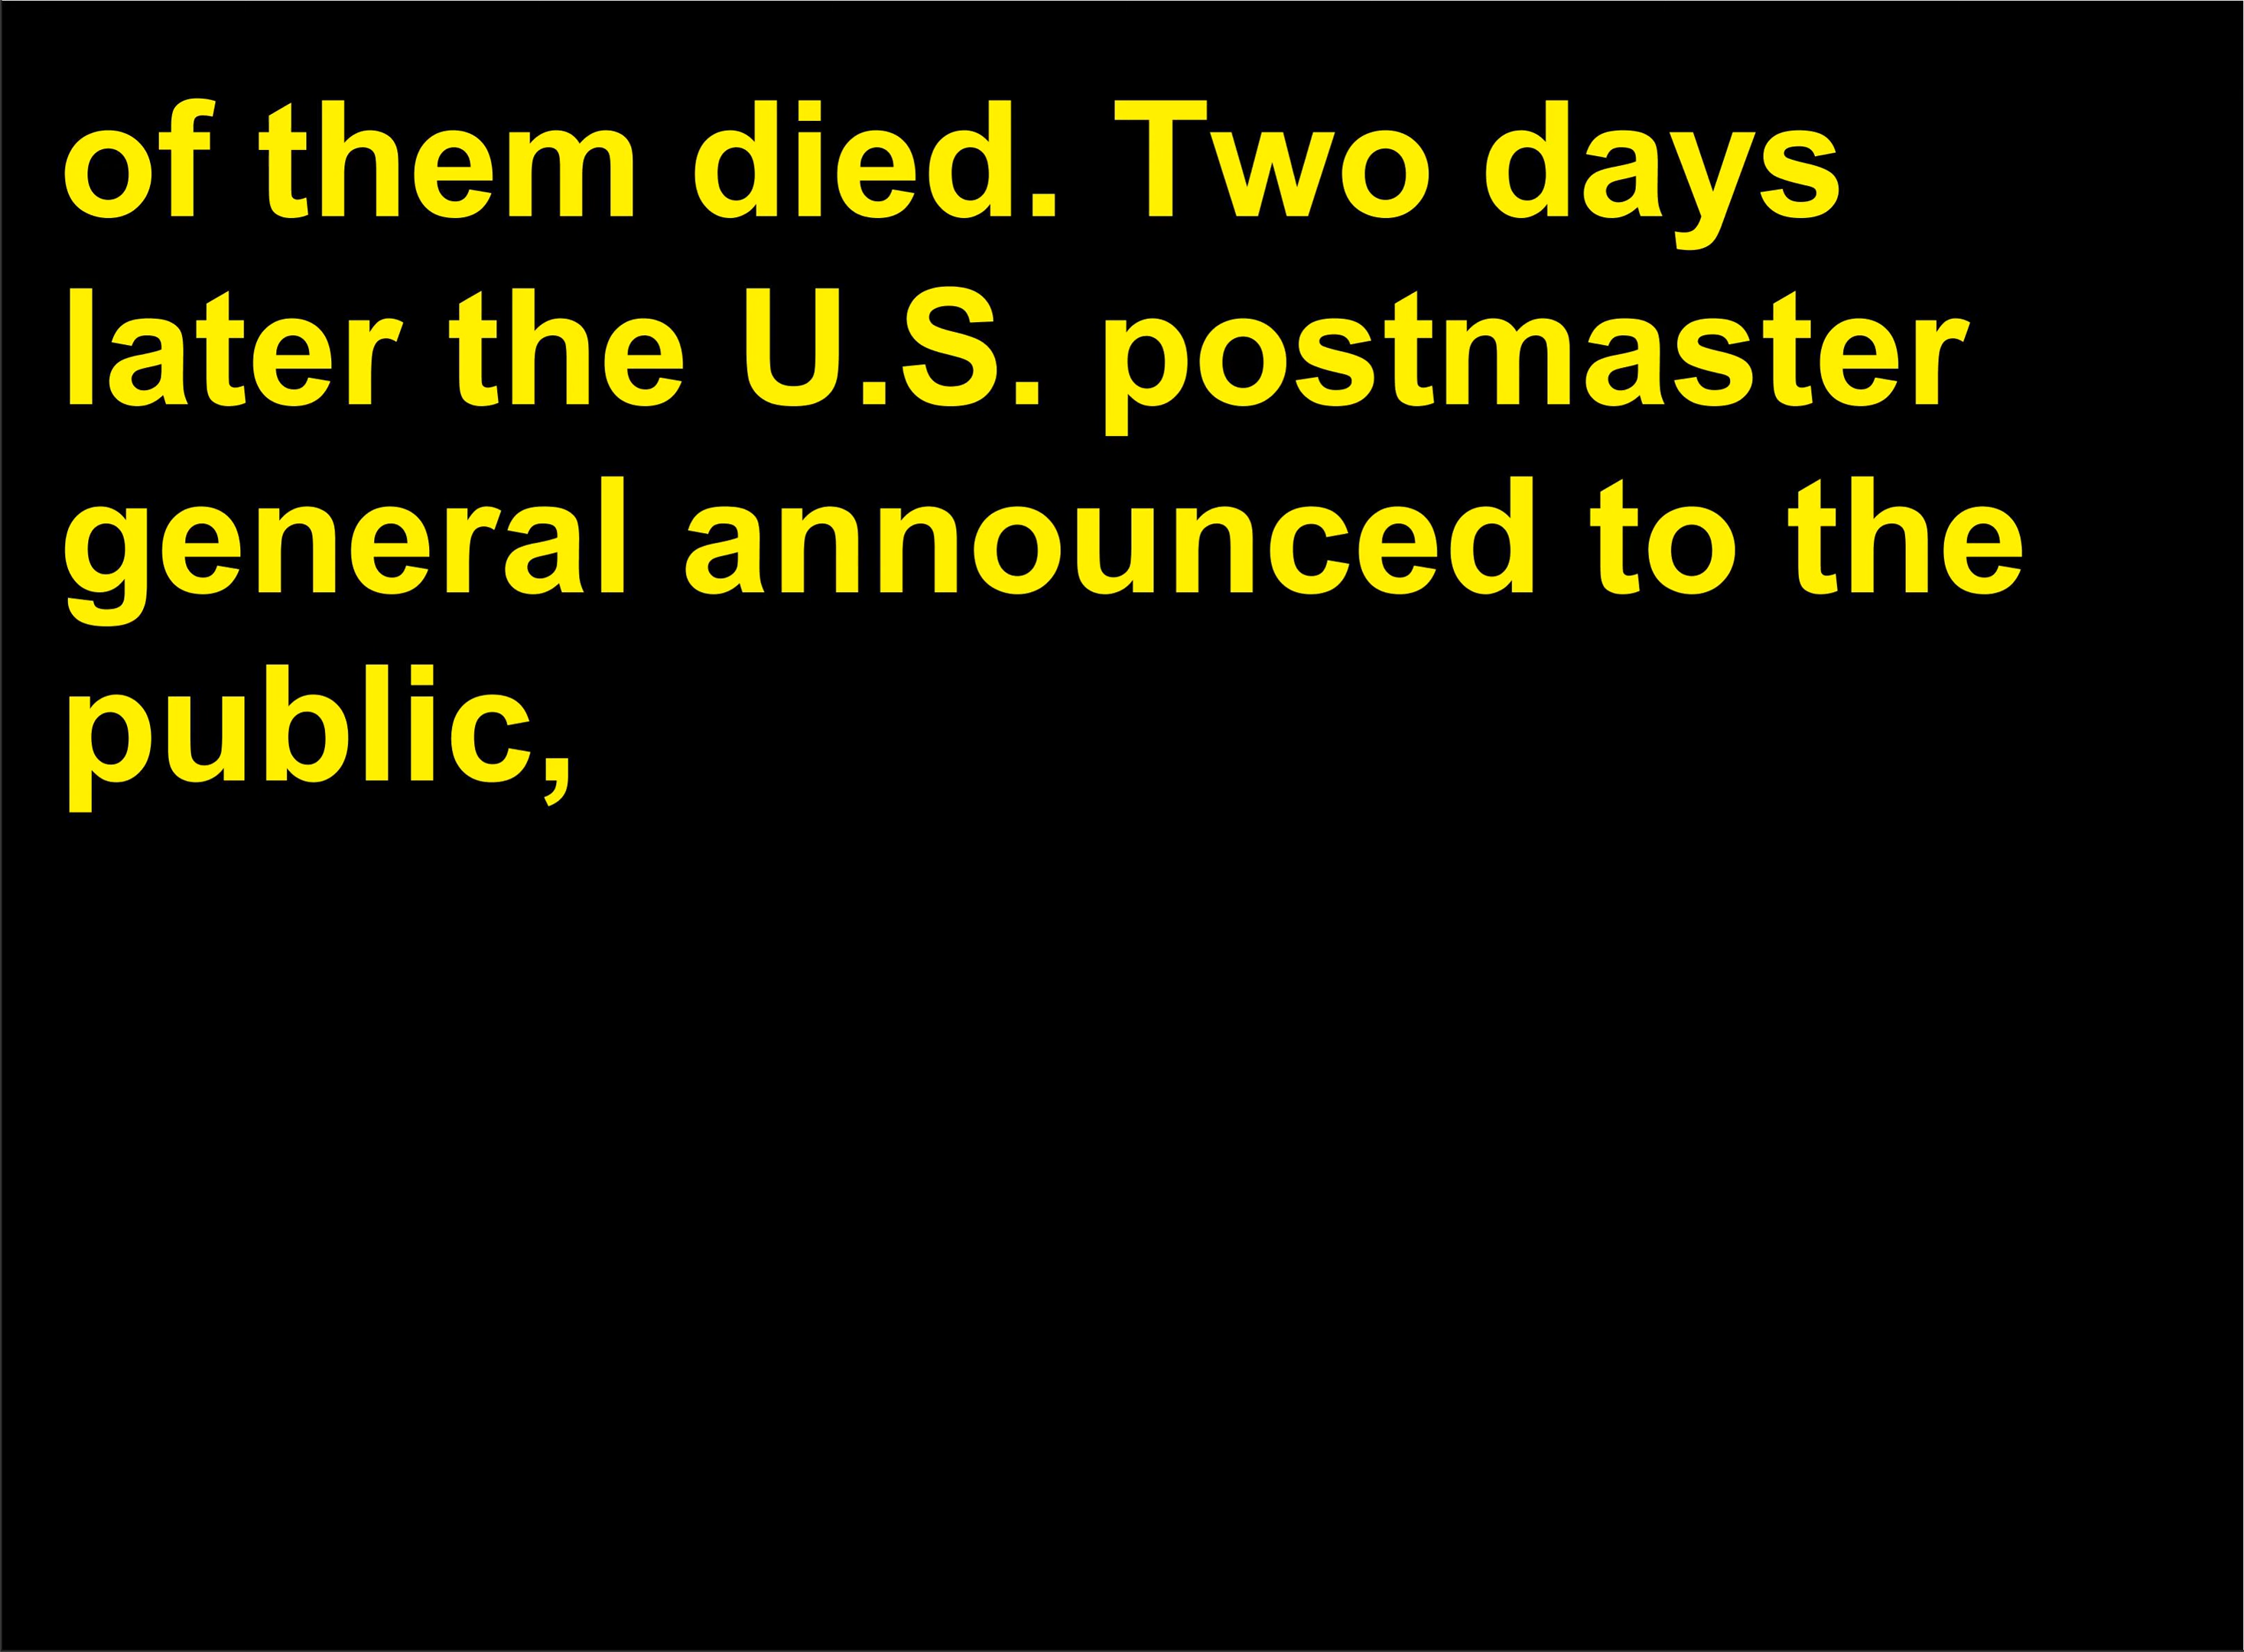 of them died. Two days
later the U.S. postmaster
general announced to the
public,